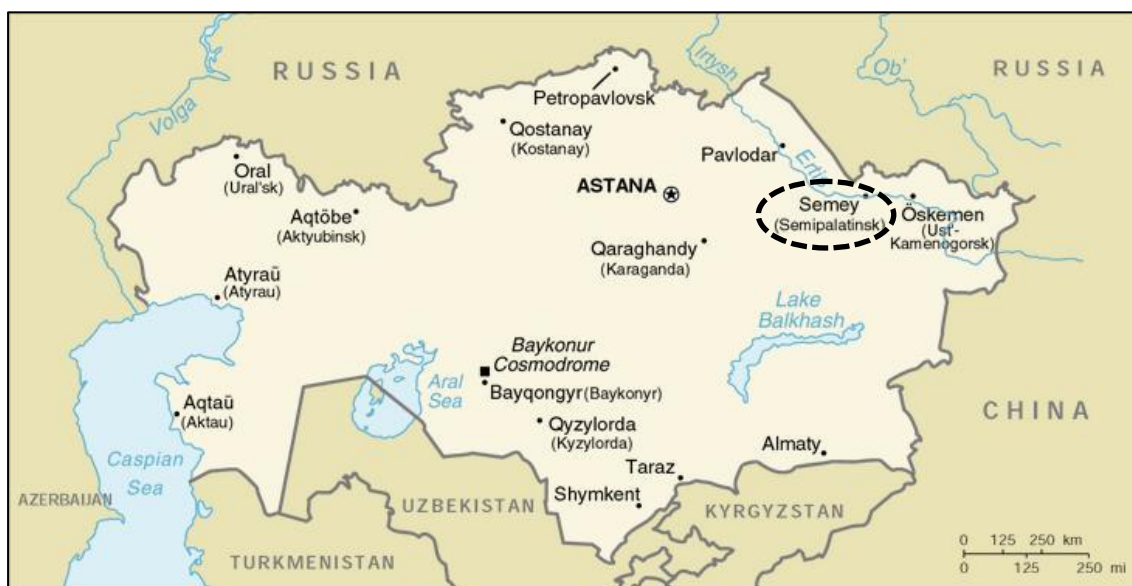 RUSSIA
Irtysh
Ob'
RUSSIA
Petropavlovsk
Volga
Qostanay
(Kostanay)
Pavlodar
Oral
(Ural'sk)
Ertis
ASTANA
Semey
(Semipalatinsk)
Öskemen
(Ust'-
Kamenogorsk)
Aqtöbe
(Aktyubinsk)
Qaraghandy
(Karaganda)
Atyraū
(Atyrau)
Lake
Balkhash
Baykonur
Cosmodrome
Aral
Sea
Bayqongyr (Baykonyr)
Aqtaū
(Aktau)
Qyzylorda
(Kyzylorda)
CHINA
Almaty
Caspian
Sea
Taraz
Shymkent
AZERBAIJAN
UZBEKISTAN
KYRGYZSTAN
TURKMENISTAN
0 125 250 km
0 125 250 mi